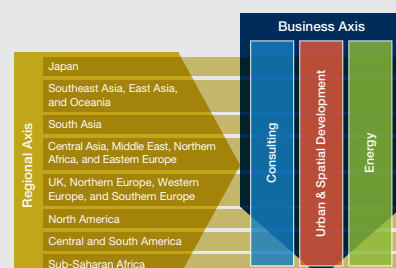 Business Axis
Regional Axis
Japan
Southeast Asia, East Asia,
and Oceania
South Asia
Central Asia, Middle East, Northern
Africa, and Eastern Europe
UK, Northern Europe, Western
Europe, and Southern Europe
North America
Central and South America
Sub-Saharan Africa
Consulting
Urban & Spatial Development
Energy